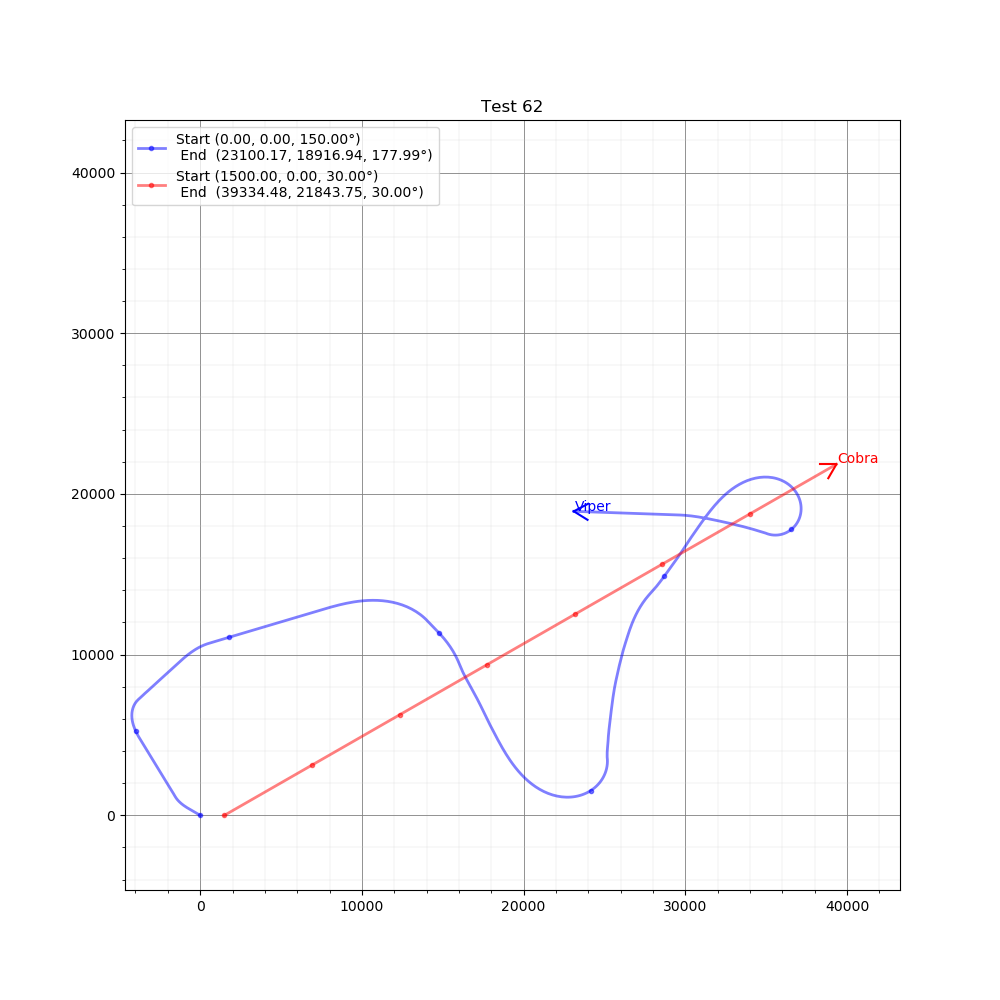 Test 62
Start (0.00, 0.00, 150.00°)
End (23100.17, 18916.94, 177.99°)
Start (1500.00, 0.00, 30.00°)
End (39334.48, 21843.75, 30.00°)
40000
30000
20000
10000
0
Cobra
Viper
0
10000
20000
30000
40000